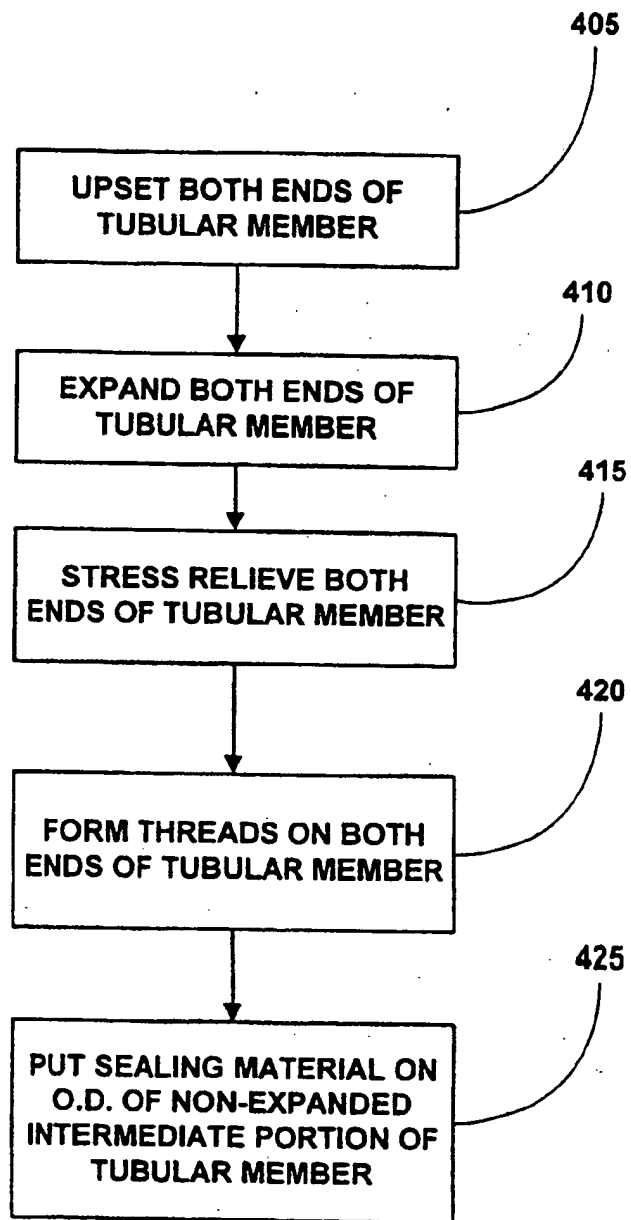 405
UPSET BOTH ENDS OF
TUBULAR MEMBER
410
EXPAND BOTH ENDS OF
TUBULAR MEMBER
415
STRESS RELIEVE BOTH
ENDS OF TUBULAR MEMBER
420
FORM THREADS ON BOTH
ENDS OF TUBULAR MEMBER
425
PUT SEALING MATERIAL ON
O.D. OF NON-EXPANDED
INTERMEDIATE PORTION OF
TUBULAR MEMBER